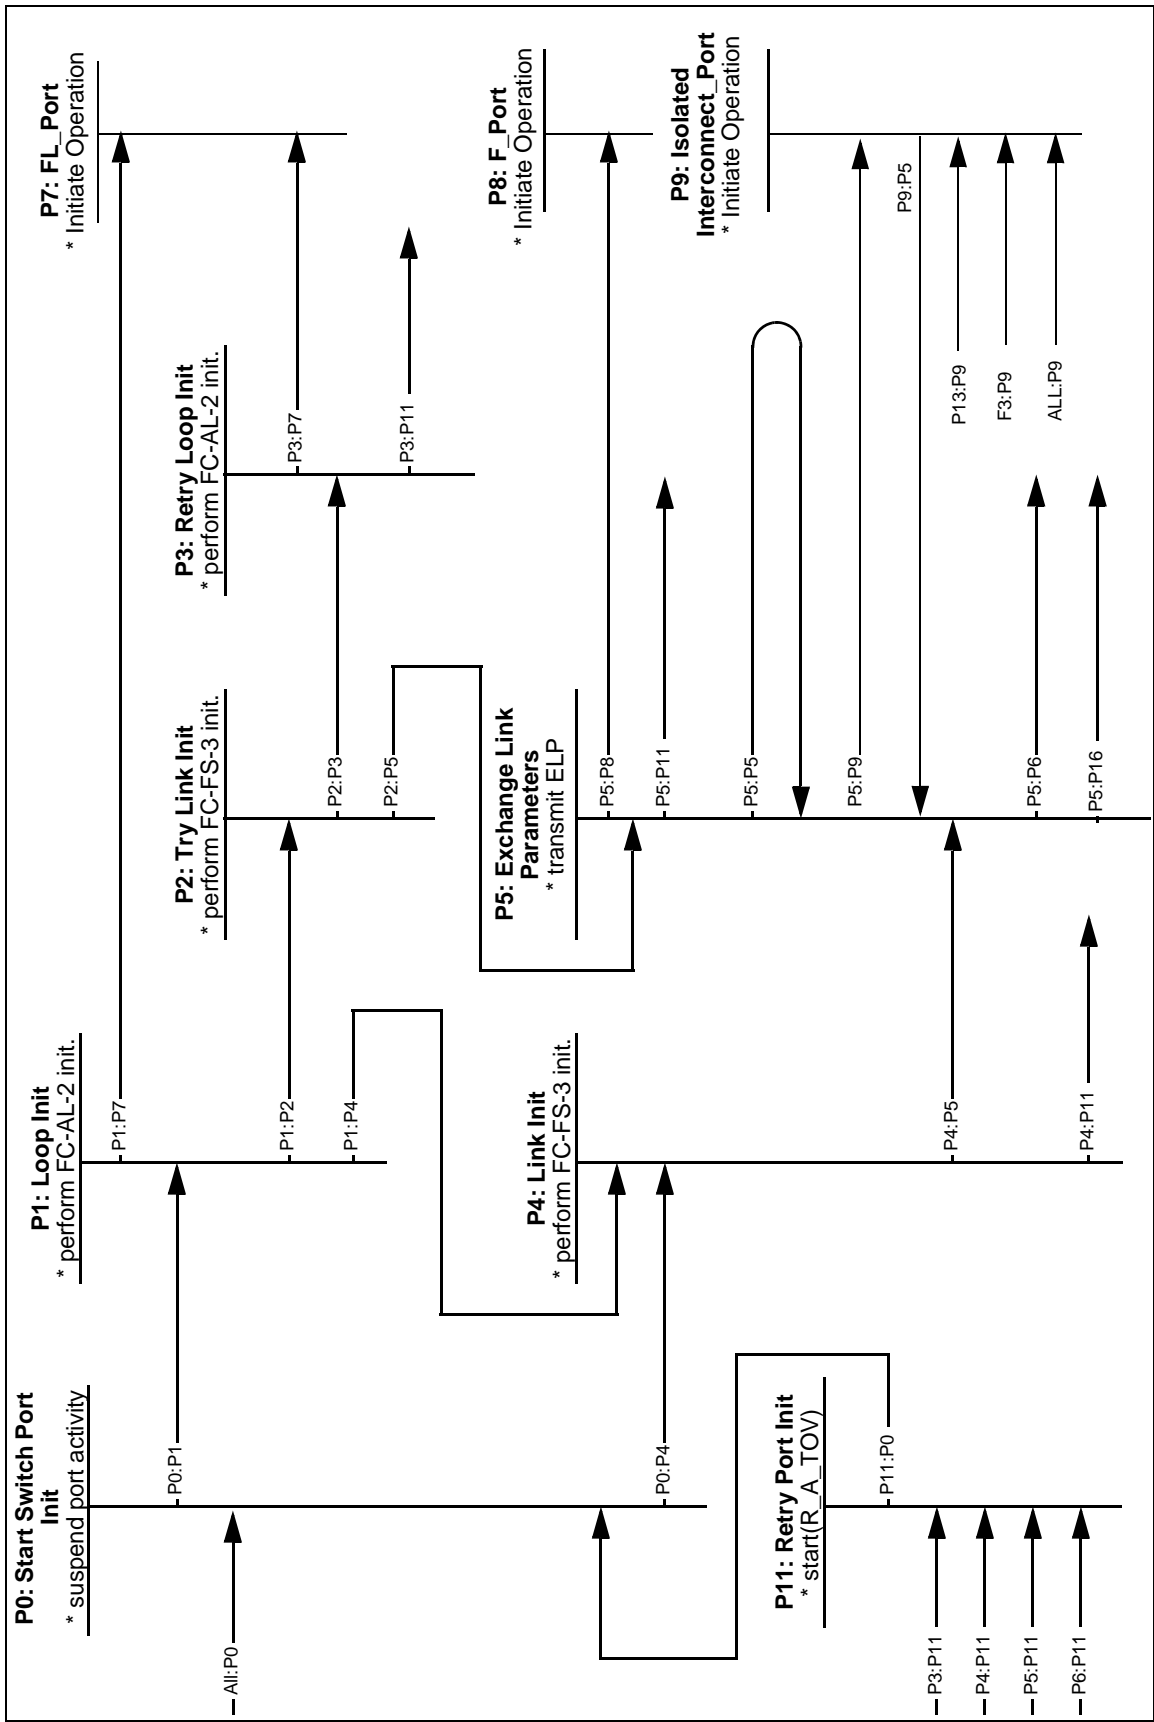 P0: Start Switch Port
Init
* suspend port activity
All:P0
P0:P1
P0:P4
P11: Retry Port Init
* start(R_A_TOV)
P11:P0
P3:P11
P4:P11
P5:P11
P6:P11
P1: Loop Init
* perform FC-AL-2 init.
P1:P7
P1:P2
P1:P4
P4: Link Init
* perform FC-FS-3 init.
P4:P5
P4:P11
P2: Try Link Init
* perform FC-FS-3 init.
P2:P3
P2:P5
P5: Exchange Link
Parameters
* transmit ELP
P5:P8
P5:P11
P5:P5
P5:P9
P5:P6
P5:P16
P3: Retry Loop Init
* perform FC-AL-2 init.
P3:P7
P3:P11
P7: FL_Port
* Initiate Operation
P8: F_Port
* Initiate Operation
P9: Isolated
Interconnect_Port
* Initiate Operation
P9:P5
P13:P9
F3:P9
ALL:P9